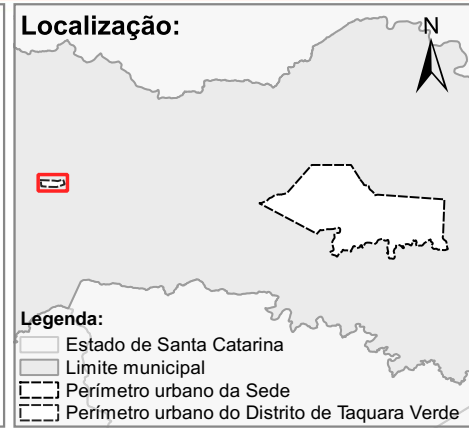 Localização:
N
Legenda:
Estado de Santa Catarina
Limite municipal
Perímetro urbano da Sede
Perímetro urbano do Distrito de Taquara Verde